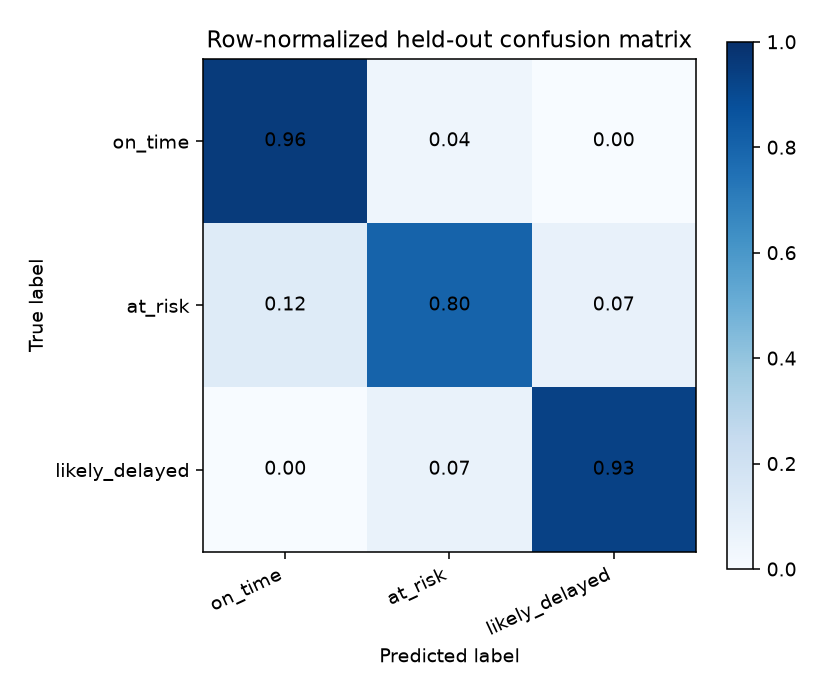 Row-normalized held-out confusion matrix
1.0
on_time
0.96
0.04
0.00
0.8
0.6
True label
at_risk
0.12
0.80
0.07
0.4
likely_delayed
0.00
0.07
0.93
0.2
0.0
on_time
at_risk
likely_delayed
Predicted label